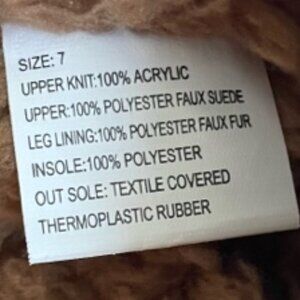 SIZE: 7
UPPER KNIT:100% ACRYLIC
UPPER:100% POLYESTER FAUX SUEDE
LEG LINING:100% POLYESTER FAUX FUR
INSOLE:100% POLYESTER
OUT SOLE: TEXTILE COVERED
THERMOPLASTIC RUBBER